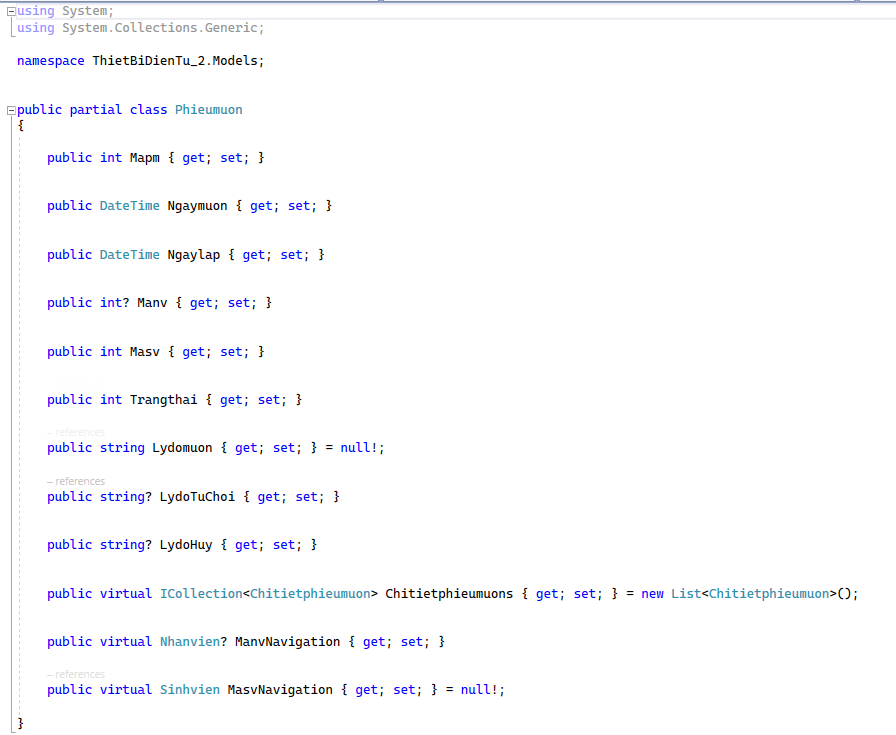 using System;
using System.Collections.Generic;
namespace ThietBiDienTu_2.Models;
public partial class Phieumuon
{
public int Mapm { get; set; }
public DateTime Ngaymuon { get; set; }
public DateTime Ngaylap { get; set; }
public int? Manv { get; set; }
public int Masv { get; set; }
public int Trangthai { get; set; }
– references
public string Lydomuon { get; set; } = null!;
– references
public string? LydoTuChoi { get; set; }
public string? LydoHuy { get; set; }
public virtual ICollection<Chitietphieumuon> Chitietphieumuons { get; set; } = new List<Chitietphieumuon>();
public virtual Nhanvien? ManvNavigation { get; set; }
– references
public virtual Sinhvien MasvNavigation { get; set; } = null!;
}